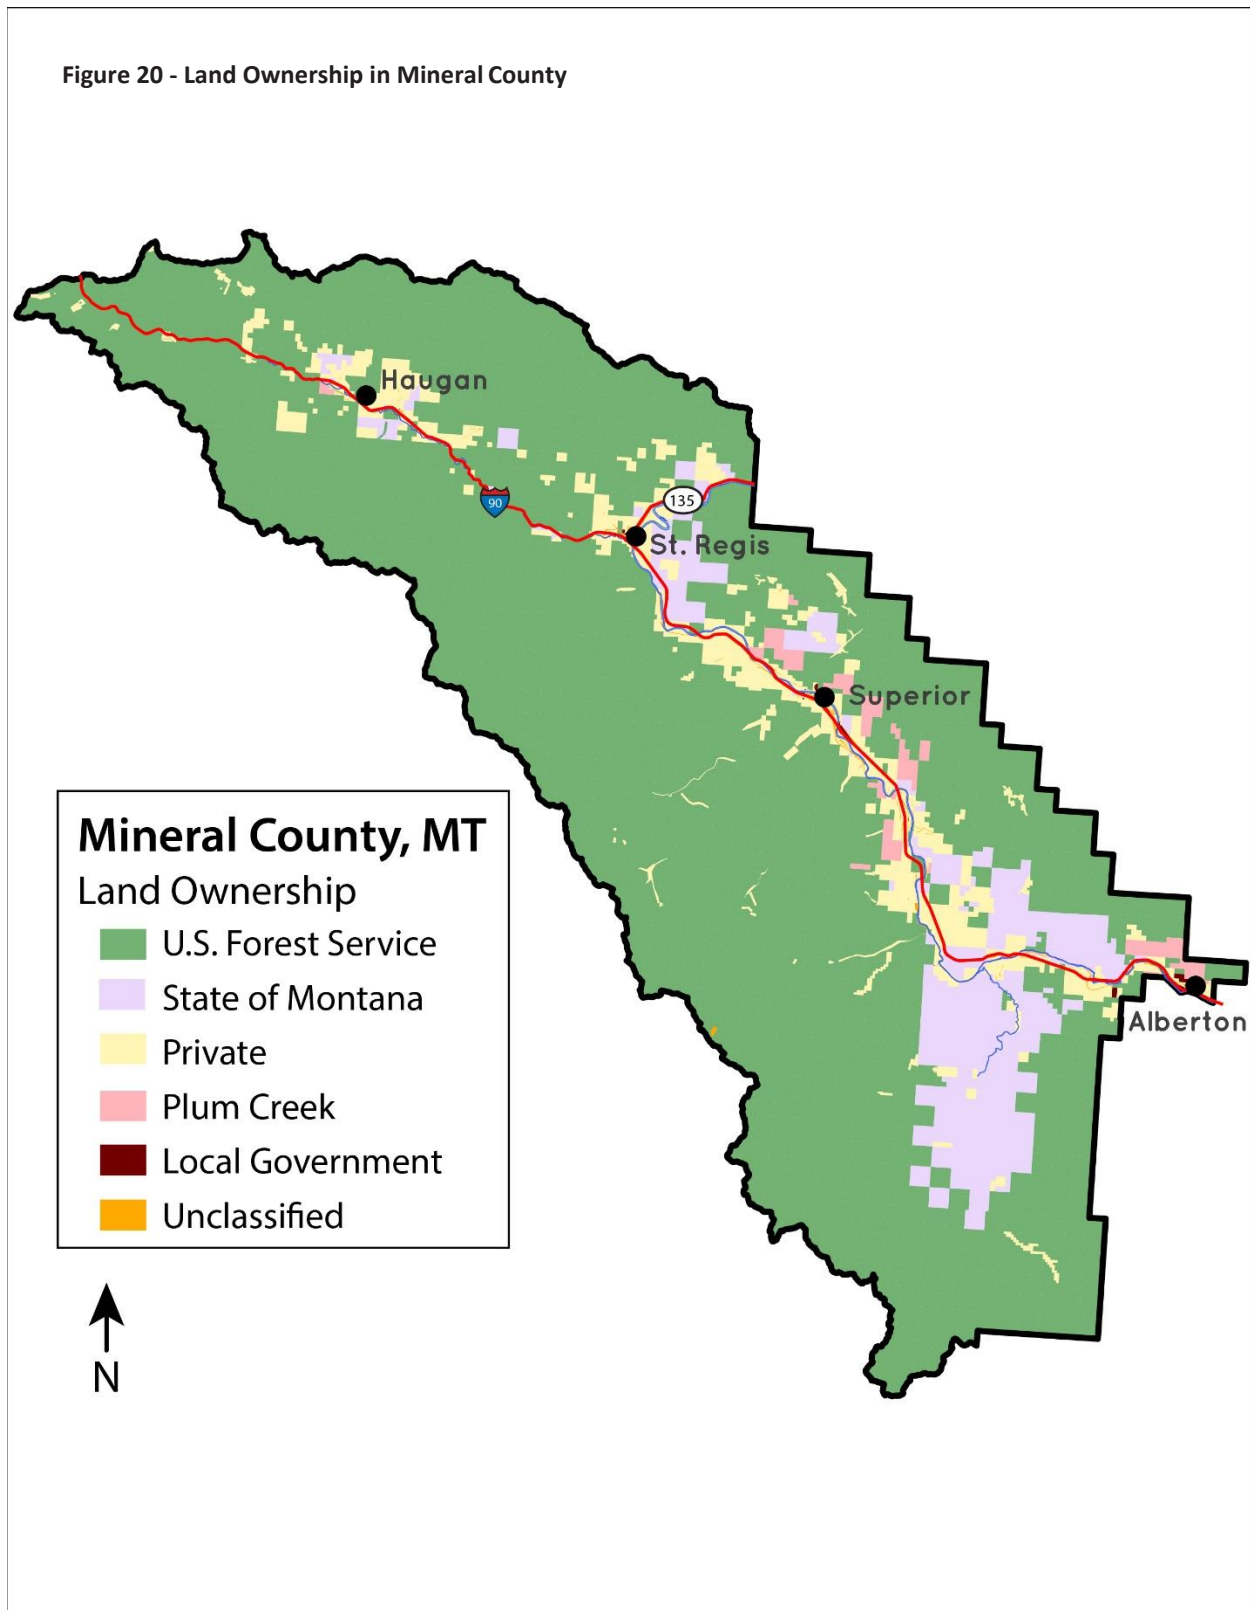 Figure 20 - Land Ownership in Mineral County
Haugan
90
135
St. Regis
Superior
Alberton
Mineral County, MT
Land Ownership
U.S. Forest Service
State of Montana
Private
Plum Creek
Local Government
Unclassified
N